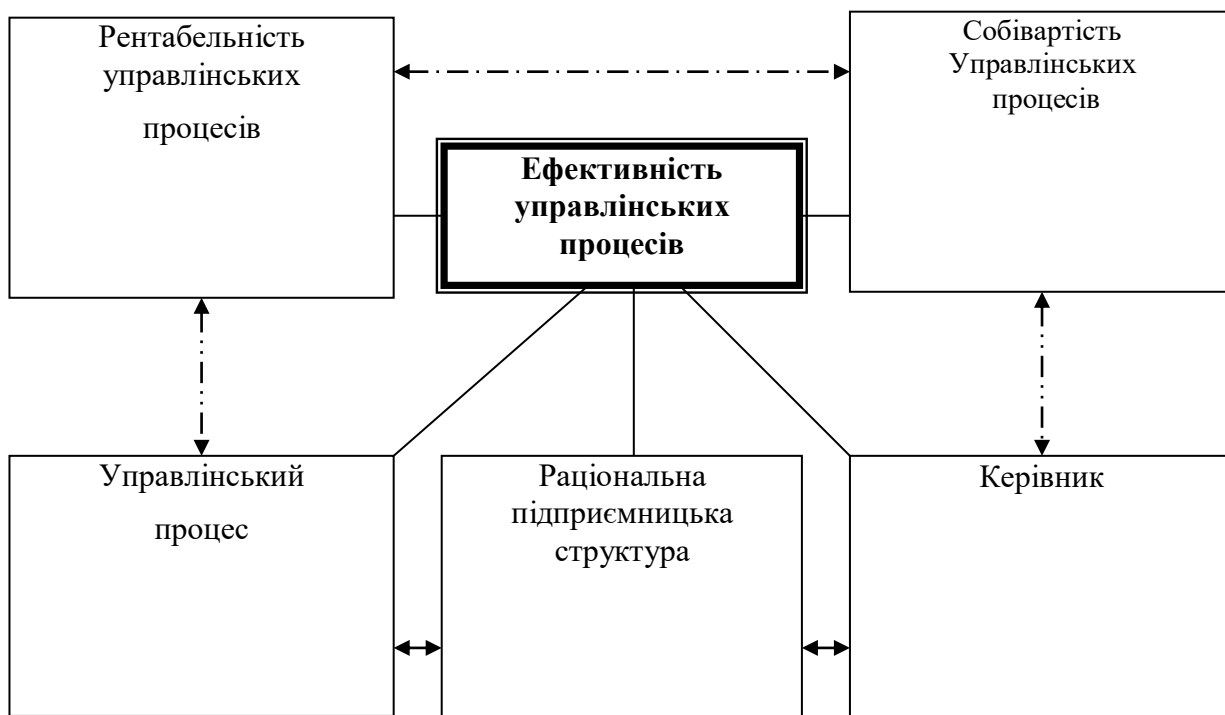 Рентабельність
управлінських
процесів
Собівартість
Управлінських
процесів
Ефективність
управлінських
процесів
Управлінський
процес
Раціональна
підприємницька
структура
Керівник